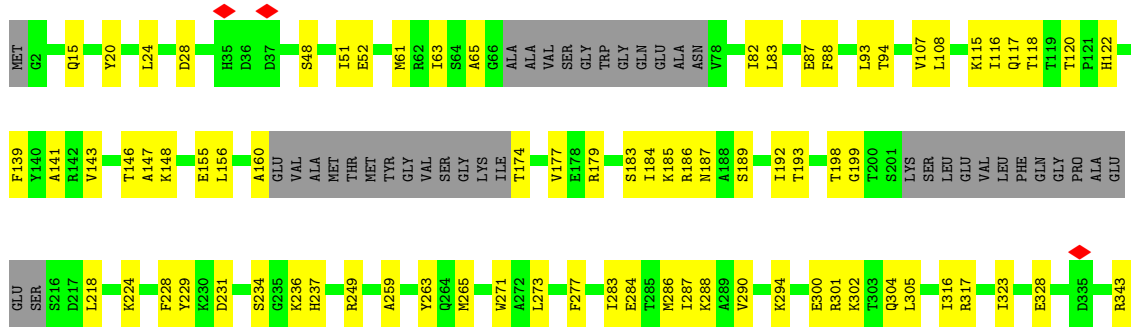 MET G2 Q15 Y20 L24 D28 H35 D36 D37 S48 I51 E52 M61 R62 I63 S64 A65 G66 ALA ALA VAL SER GLY TRP GLY GLN GLU ALA ASN V78 I82 L83 E87 F88 L93 T94 V107 L108 K115 I116 Q117 T118 T119 T120 P121 H122
F139 Y140 A141 R142 V143 T146 A147 K148 E155 L156 A160 GLU VAL ALA MET THR MET TYR GLY VAL SER GLY LYS ILE T174 V177 E178 R179 S183 I184 K185 R186 N187 A188 S189 I192 T193 T198 G199 T200 S201 LYS SER LEU GLU VAL LEU PHE GLN GLY PRO ALA GLU
GLU SER S216 D217 L218 K224 F228 Y229 K230 D231 S234 G235 K236 H237 R249 A259 Y263 Q264 M265 W271 A272 L273 F277 I283 E284 T285 M286 I287 K288 A289 V290 K294 E300 R301 K302 T303 Q304 L305 I316 R317 I323 E328 D335 R343